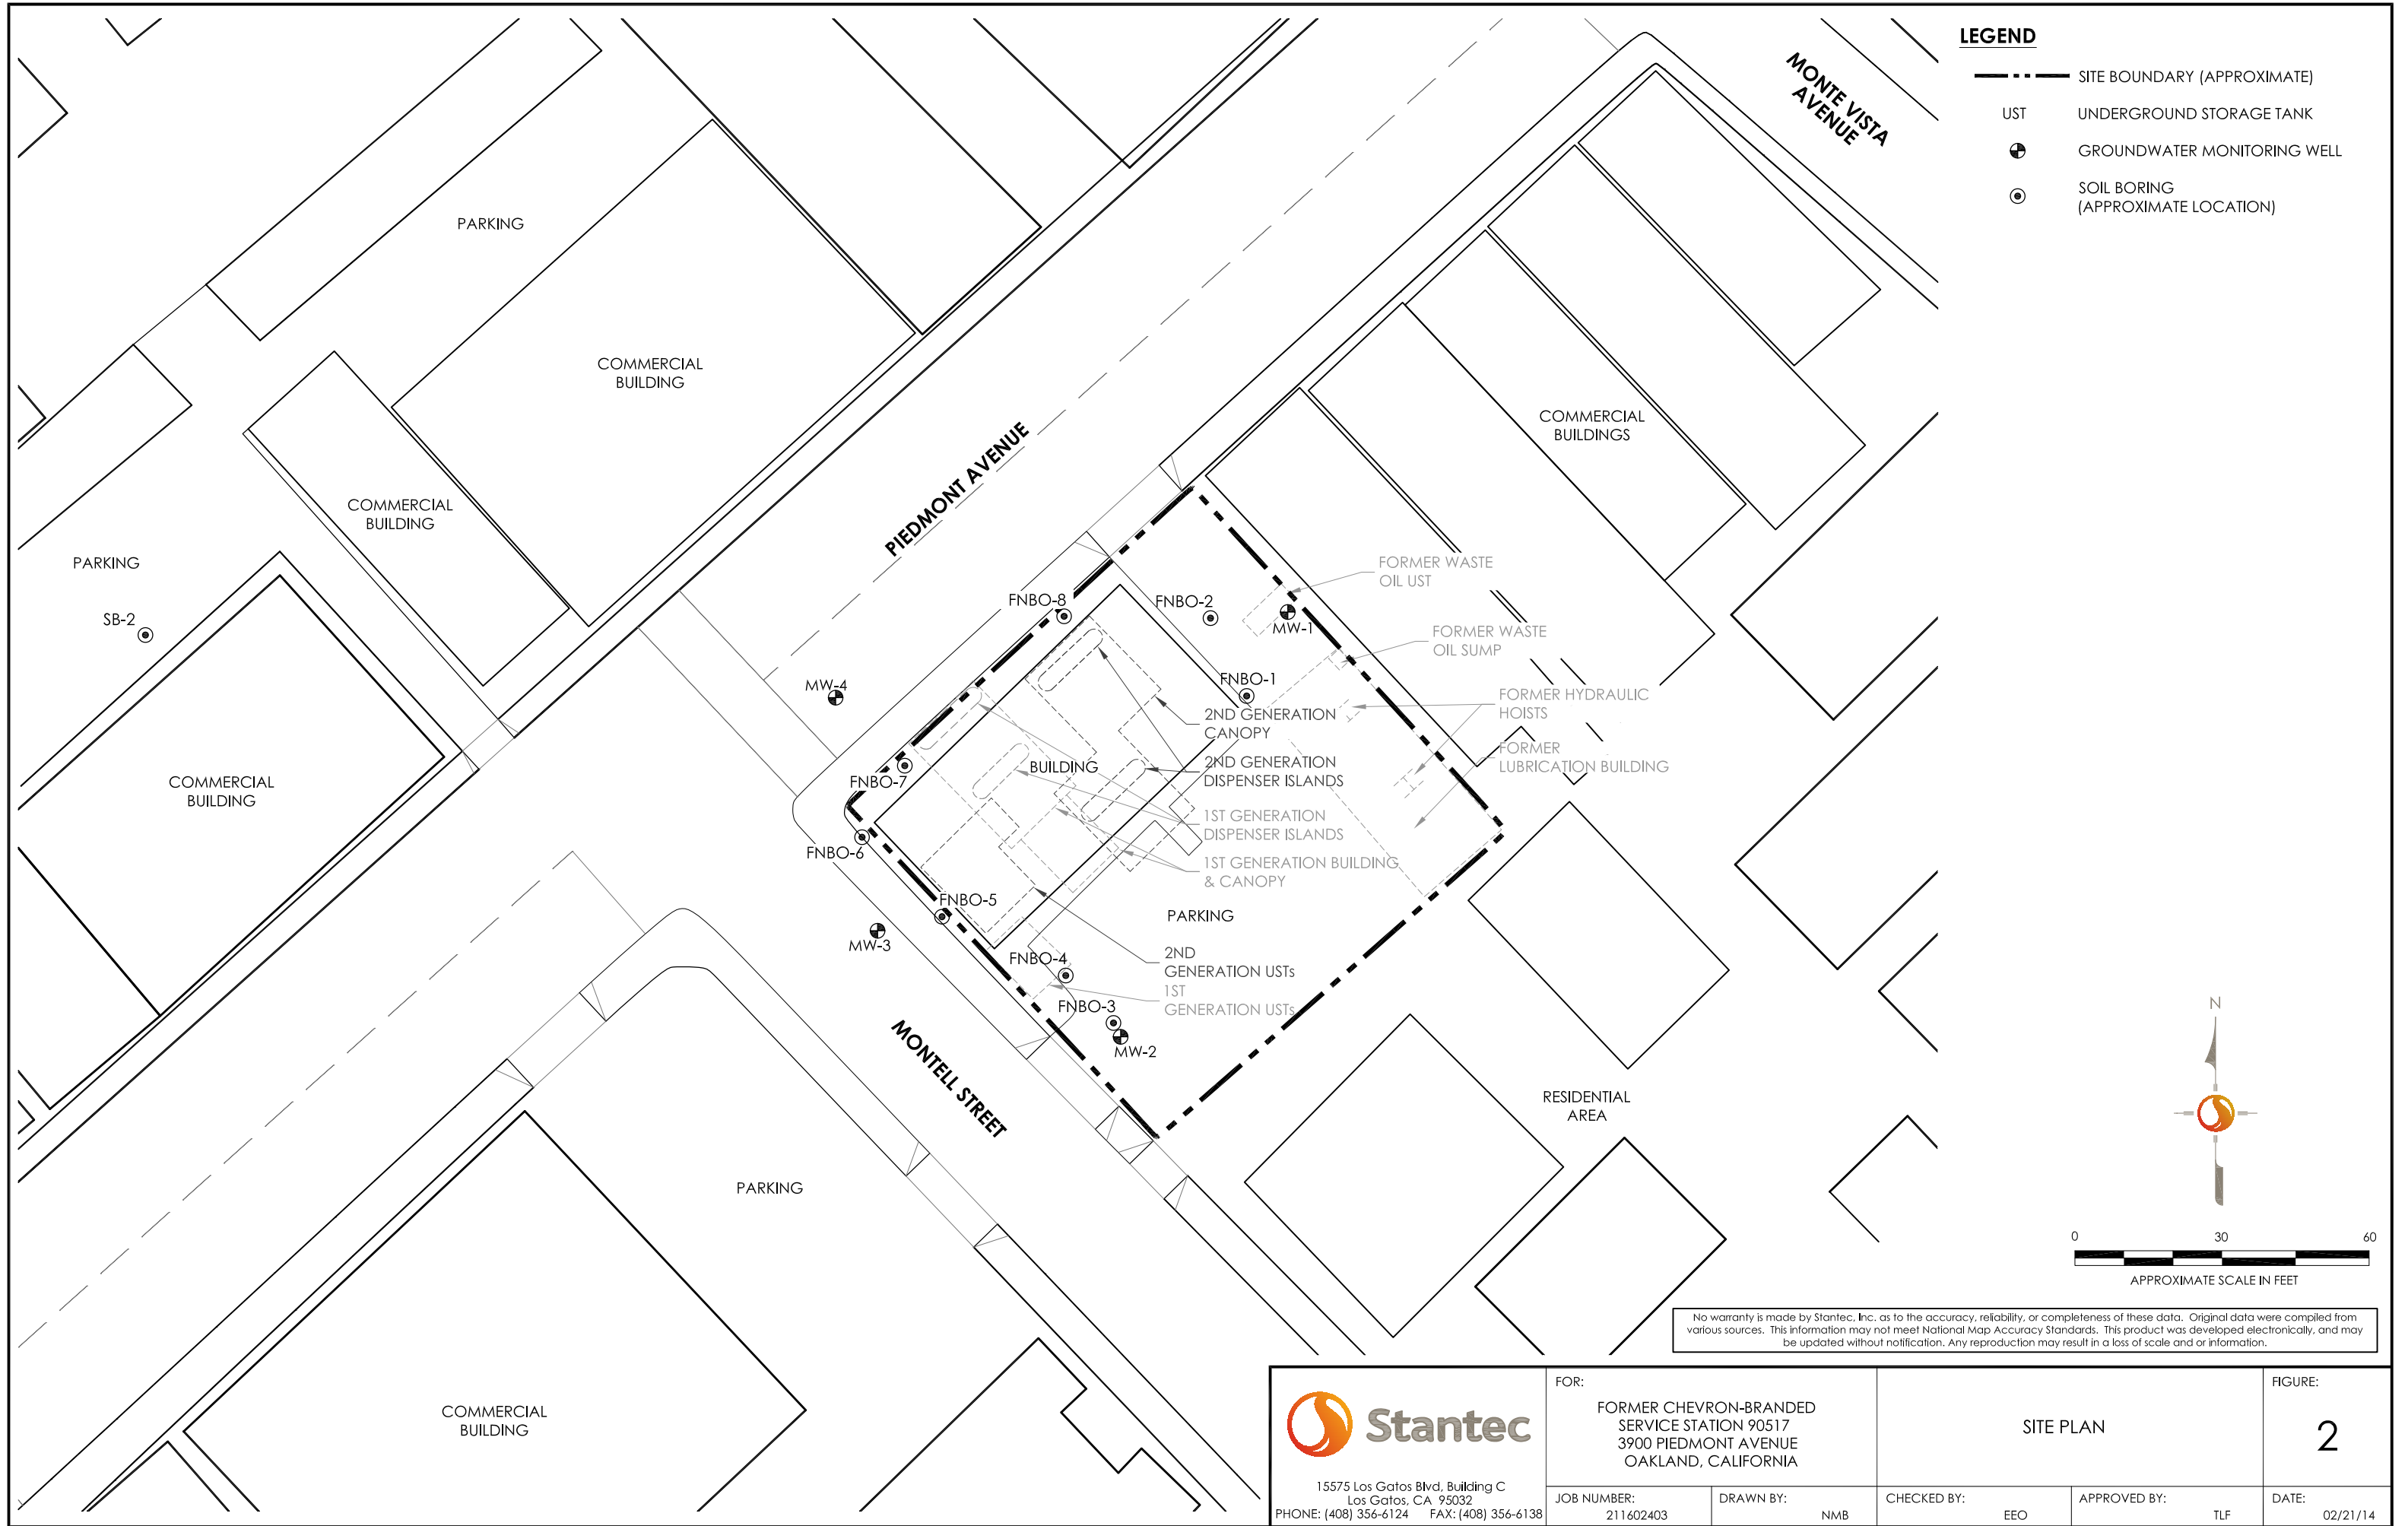 LEGEND
SITE BOUNDARY (APPROXIMATE)
UST UNDERGROUND STORAGE TANK
GROUNDWATER MONITORING WELL
SOIL BORING
(APPROXIMATE LOCATION)
MONTE VISTA
AVENUE
PARKING
COMMERCIAL
BUILDING
COMMERCIAL
BUILDINGS
PIEDMONT AVENUE
COMMERCIAL
BUILDING
PARKING
SB-2
FORMER WASTE
OIL UST
FNBO-8
FNBO-2
MW-1
FORMER WASTE
OIL SUMP
FNBO-1
MW-4
FORMER HYDRAULIC
HOISTS
2ND GENERATION
CANOPY
FORMER
LUBRICATION BUILDING
BUILDING
2ND GENERATION
DISPENSER ISLANDS
FNBO-7
COMMERCIAL
BUILDING
1ST GENERATION
DISPENSER ISLANDS
FNBO-6
1ST GENERATION BUILDING
& CANOPY
FNBO-5
PARKING
MW-3
FNBO-4
2ND
GENERATION USTs
1ST
GENERATION USTs
FNBO-3
MW-2
MONTELL STREET
RESIDENTIAL
AREA
PARKING
COMMERCIAL
BUILDING
N
0 30 60
APPROXIMATE SCALE IN FEET
No warranty is made by Stantec, Inc. as to the accuracy, reliability, or completeness of these data. Original data were compiled from
various sources. This information may not meet National Map Accuracy Standards. This product was developed electronically, and may
be updated without notification. Any reproduction may result in a loss of scale and or information.
Stantec
15575 Los Gatos Blvd, Building C
Los Gatos, CA 95032
PHONE: (408) 356-6124 FAX: (408) 356-6138
FOR:
FORMER CHEVRON-BRANDED
SERVICE STATION 90517
3900 PIEDMONT AVENUE
OAKLAND, CALIFORNIA
SITE PLAN
FIGURE:
2
JOB NUMBER:
211602403
DRAWN BY:
NMB
CHECKED BY:
EEO
APPROVED BY:
TLF
DATE:
02/21/14